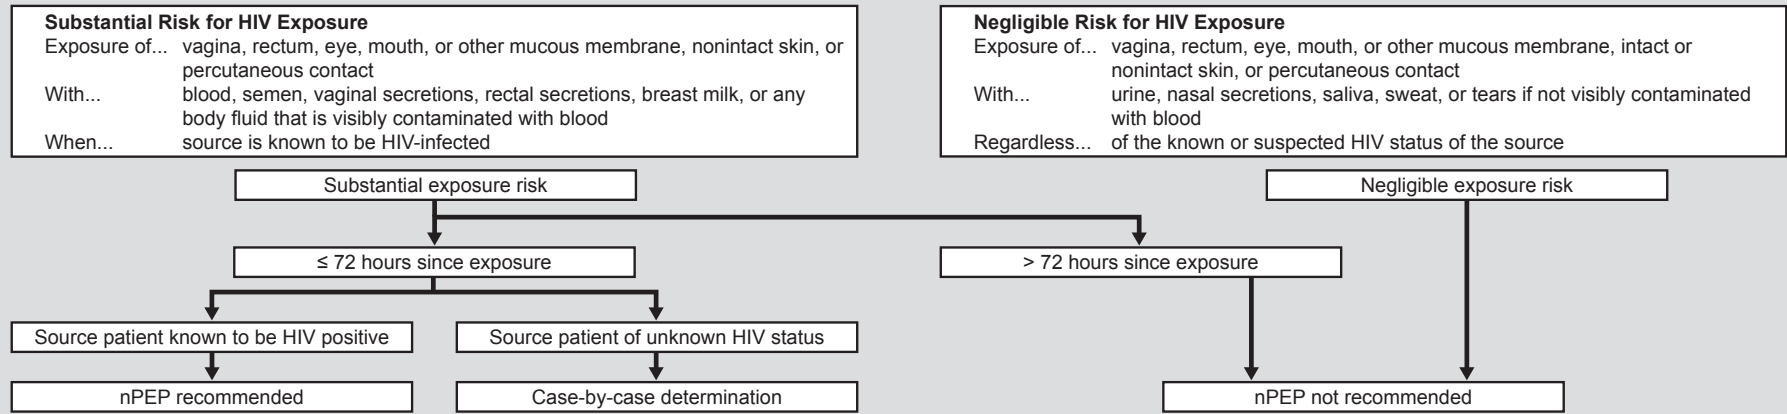 Substantial Risk for HIV Exposure
Exposure of... vagina, rectum, eye, mouth, or other mucous membrane, nonintact skin, or
percutaneous contact
With... blood, semen, vaginal secretions, rectal secretions, breast milk, or any
body fluid that is visibly contaminated with blood
When... source is known to be HIV-infected
Negligible Risk for HIV Exposure
Exposure of... vagina, rectum, eye, mouth, or other mucous membrane, intact or
nonintact skin, or percutaneous contact
With... urine, nasal secretions, saliva, sweat, or tears if not visibly contaminated
with blood
Regardless... of the known or suspected HIV status of the source
Substantial exposure risk
Negligible exposure risk
≤ 72 hours since exposure
> 72 hours since exposure
Source patient known to be HIV positive
Source patient of unknown HIV status
nPEP recommended
Case-by-case determination
nPEP not recommended